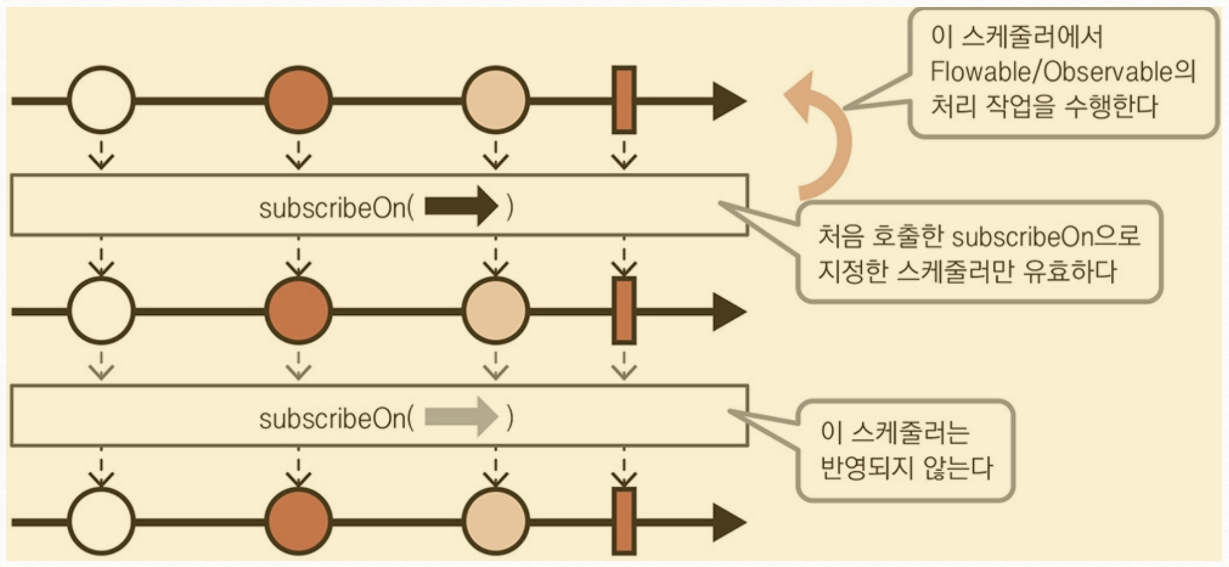 이 스케줄러에서
Flowable/Observable의
처리 작업을 수행한다
subscribeOn( )
처음 호출한 subscribeOn으로
지정한 스케줄러만 유효하다
subscribeOn( )
이 스케줄러는
반영되지 않는다